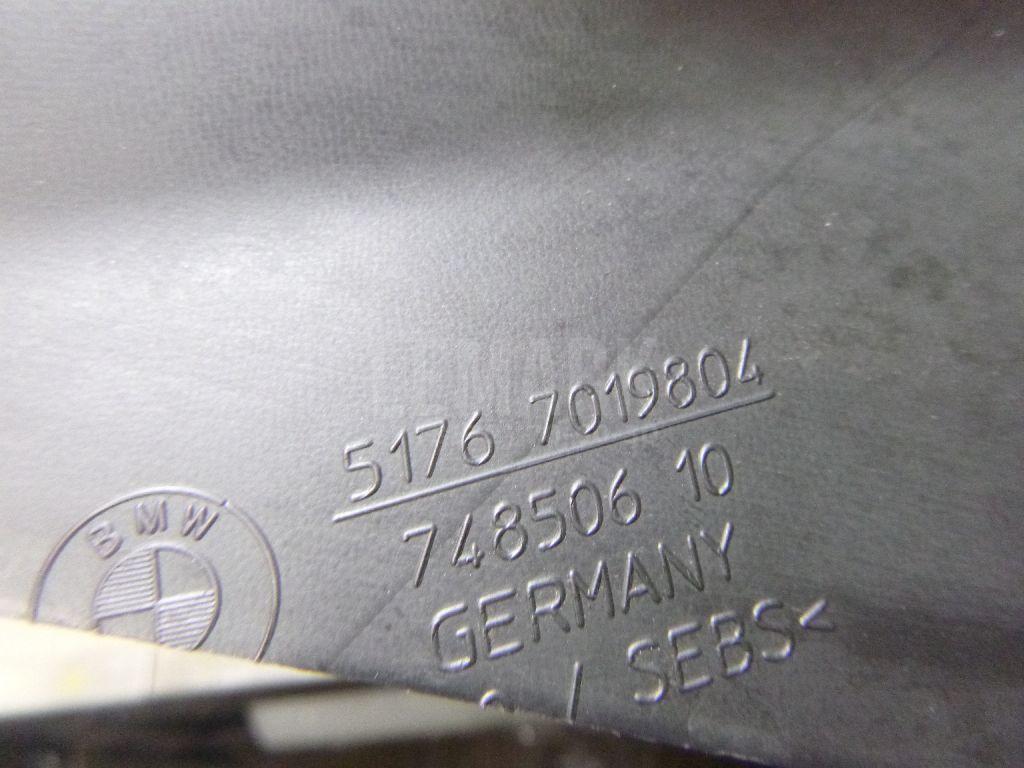 5176 7019804
748506 10
GERMANY
/ SEBS<
BMW